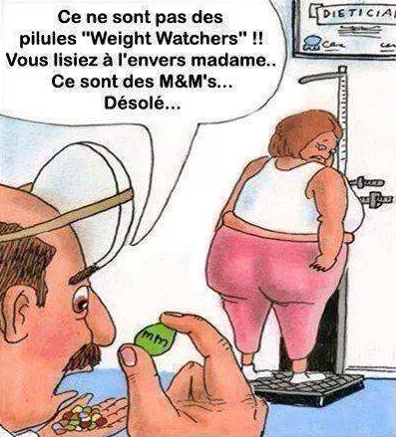 Ce ne sont pas des
pilules "Weight Watchers" !!
Vous lisiez à l'envers madame..
Ce sont des M&M's...
Désolé...
DIETICIA
mm